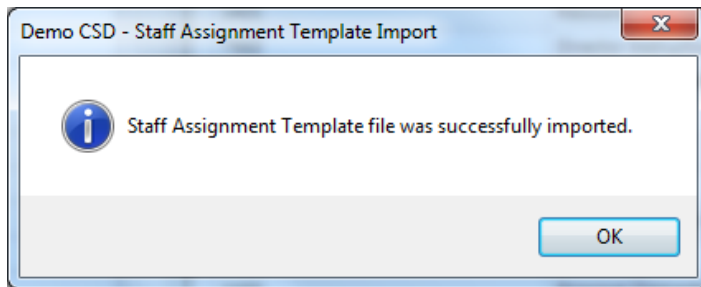 Demo CSD - Staff Assignment Template Import
Staff Assignment Template file was successfully imported.
OK